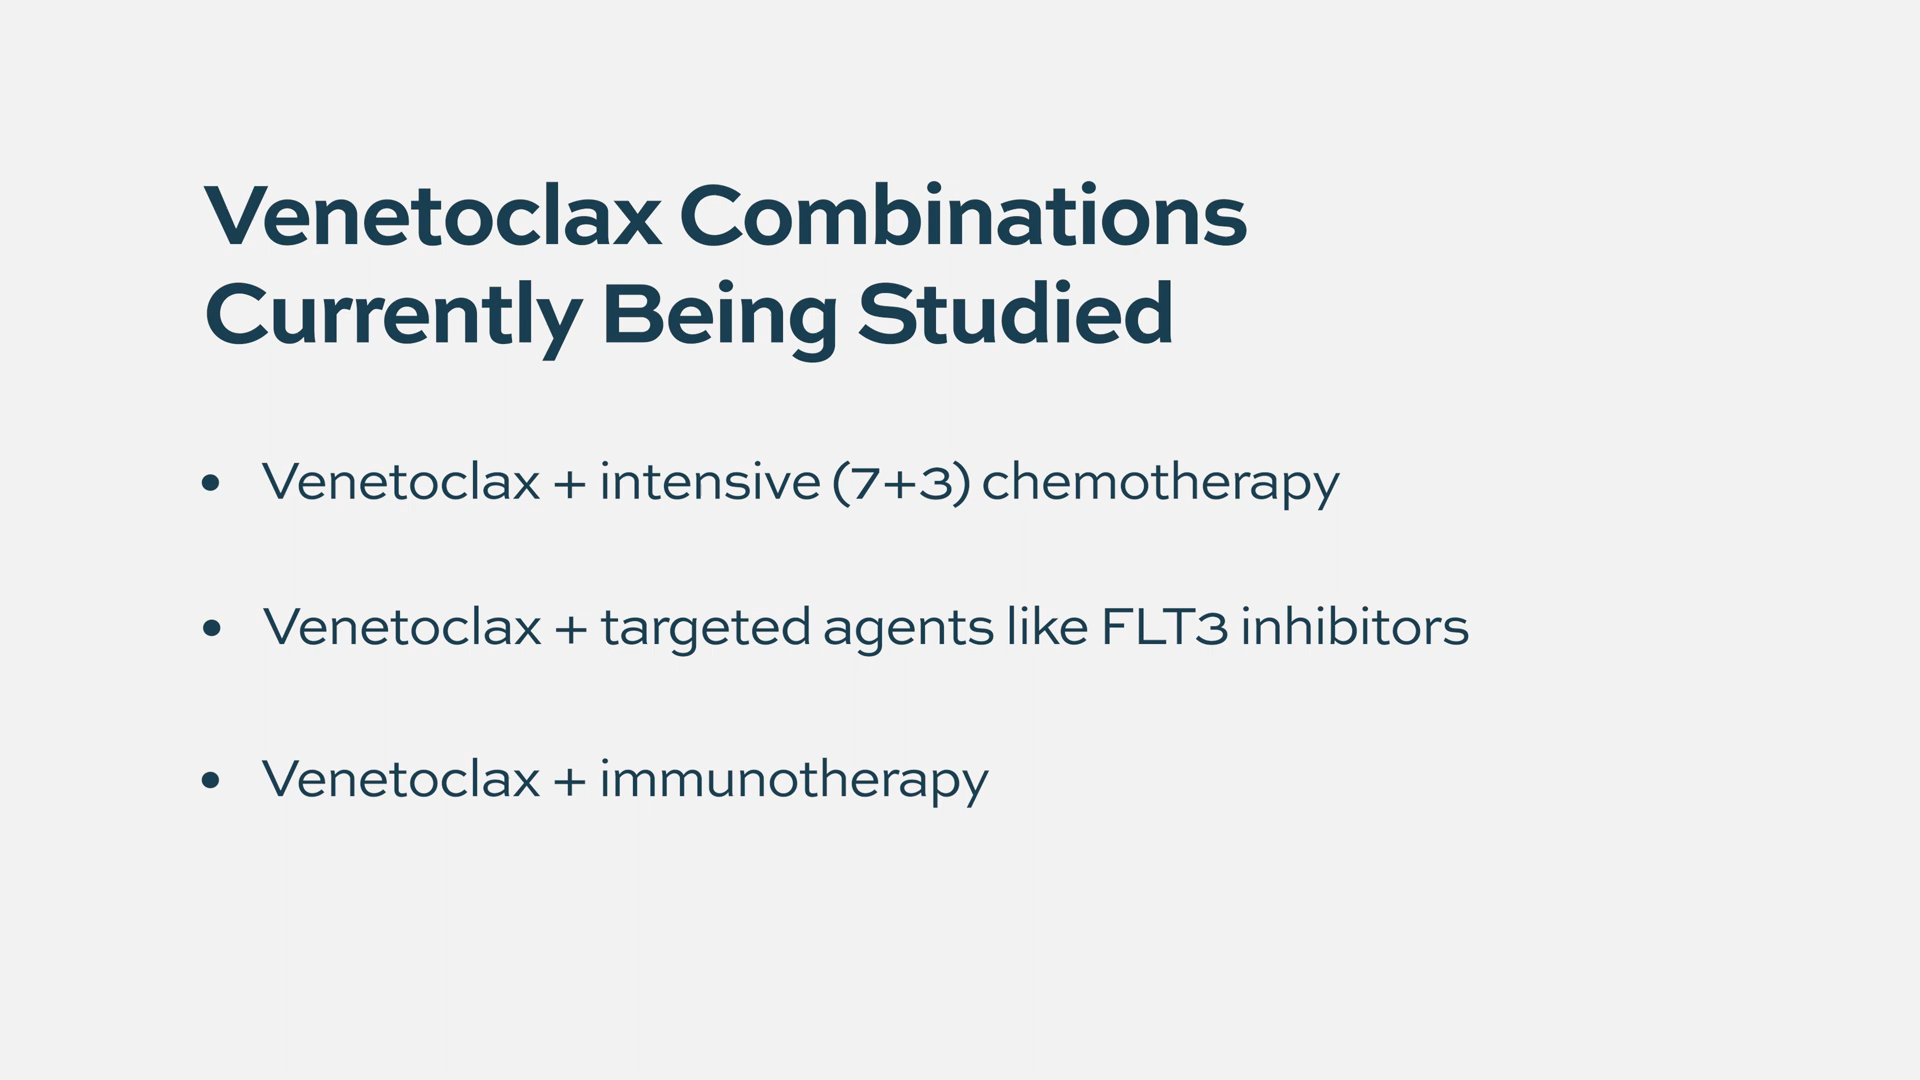 Venetoclax Combinations
Currently Being Studied
• Venetoclax + intensive (7+3) chemotherapy
• Venetoclax + targeted agents like FLT3 inhibitors
• Venetoclax + immunotherapy